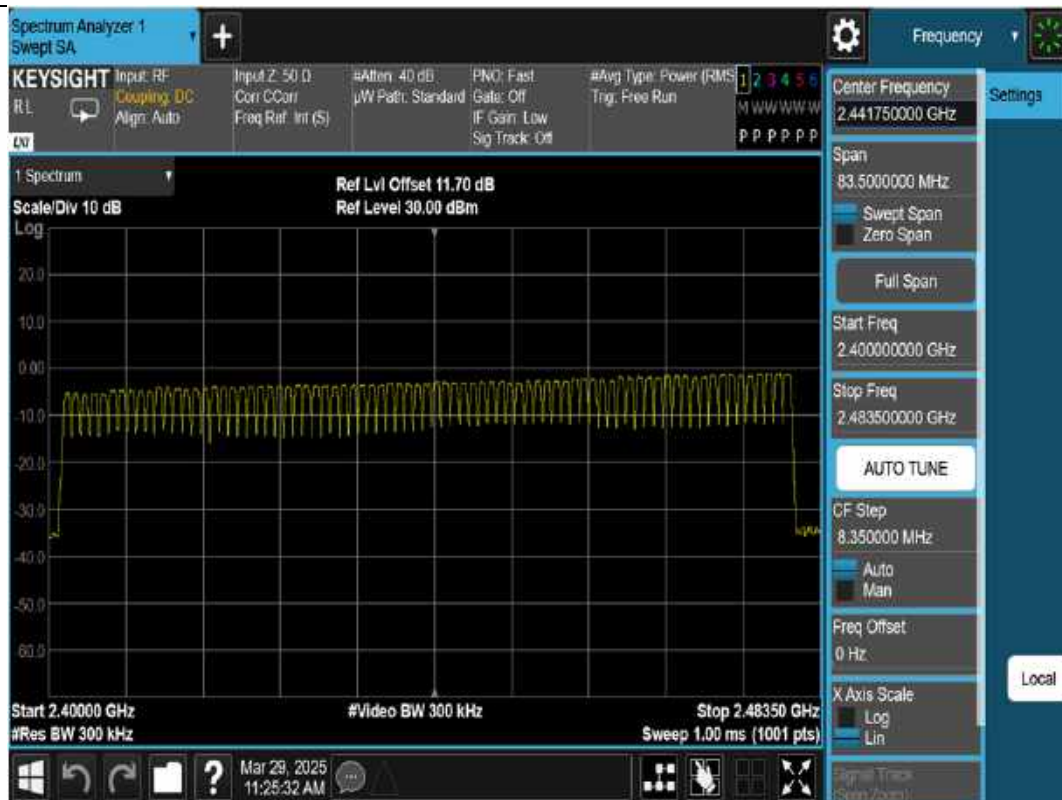 Spectrum Analyzer 1
Swept SA
Frequency
KEYSIGHT
RL
LXI
Input: RF
Coupling: DC
Align: Auto
Input Z: 50 Ω
Corr CCorr
Freq Ref: Int (S)
#Atten: 40 dB
µW Path: Standard
PNO: Fast
Gate: Off
IF Gain: Low
Sig Track: Off
#Avg Type: Power (RMS
Trig: Free Run
1 2 3 4 5 6
M W W W W W
P P P P P P
1 Spectrum
Scale/Div 10 dB
Ref Lvl Offset 11.70 dB
Ref Level 30.00 dBm
Log
20.0
10.0
0.00
-10.0
-20.0
-30.0
-40.0
-50.0
-60.0
Start 2.40000 GHz
#Res BW 300 kHz
#Video BW 300 kHz
Stop 2.48350 GHz
Sweep 1.00 ms (1001 pts)
Mar 29, 2025
11:25:32 AM
Center Frequency
2.441750000 GHz
Span
83.5000000 MHz
Swept Span
Zero Span
Full Span
Start Freq
2.400000000 GHz
Stop Freq
2.483500000 GHz
AUTO TUNE
CF Step
8.350000 MHz
Auto
Man
Freq Offset
0 Hz
X Axis Scale
Log
Lin
Signal Track
(Span Zoom)
Settings
Local